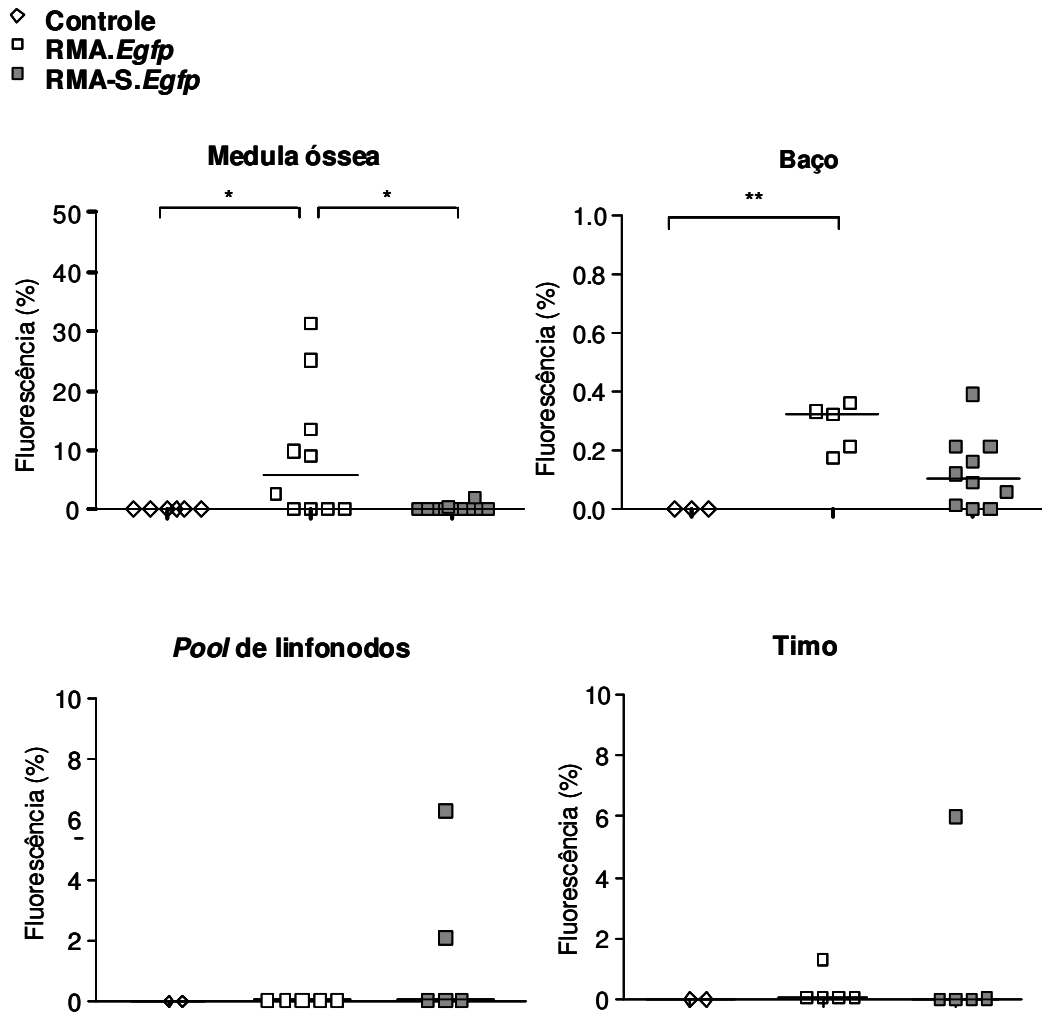 Controle
RMA.Egfp
RMA-S.Egfp
Medula óssea
*
*
50
40
30
20
10
0
Fluorescência (%)
Baço
**
1.0
0.8
0.6
0.4
0.2
0.0
Fluorescência (%)
Pool de linfonodos
10
8
6
4
2
0
Fluorescência (%)
Timo
10
8
6
4
2
0
Fluorescência (%)